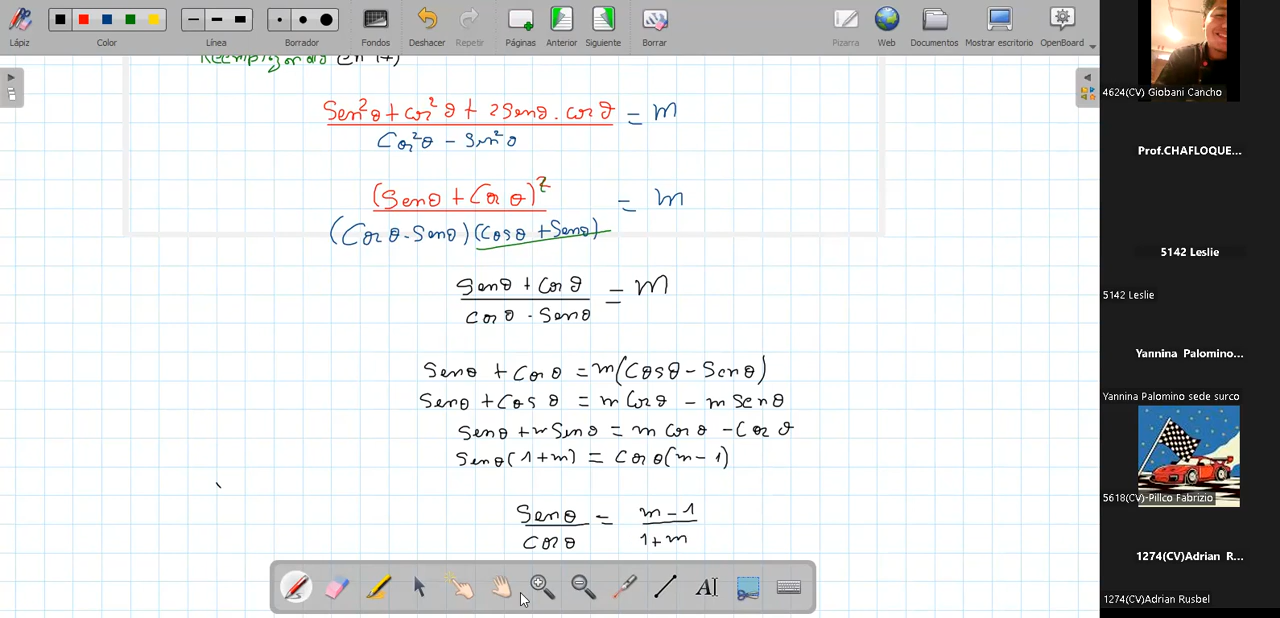 Lápiz Color Línea Borrador Fondos Deshacer Repetir Páginas Anterior Siguiente Borrar Pizarra Web Documentos Mostrar escritorio OpenBoard
4624(CV) Giobani Cancho
Prof.CHAFLOQUE...
5142 Leslie
5142 Leslie
Yannina Palomino...
Yannina Palomino sede surco
5618(CV)-Pillco Fabrizio
1274(CV)Adrian R...
1274(CV)Adrian Rusbel
Sen²θ + Cos²θ + 2Senθ . Cosθ = m
Cos²θ - Sen²θ
(Senθ + Cosθ)² = m
(Cosθ - Senθ)(Cosθ + Senθ)
Senθ + Cosθ = m
Cosθ - Senθ
Senθ + Cosθ = m(Cosθ - Senθ)
Senθ + Cosθ = m Cosθ - m Senθ
Senθ + m Senθ = m Cosθ - Cosθ
Senθ(1+m) = Cosθ(m-1)
Senθ = m - 1
Cosθ 1+m